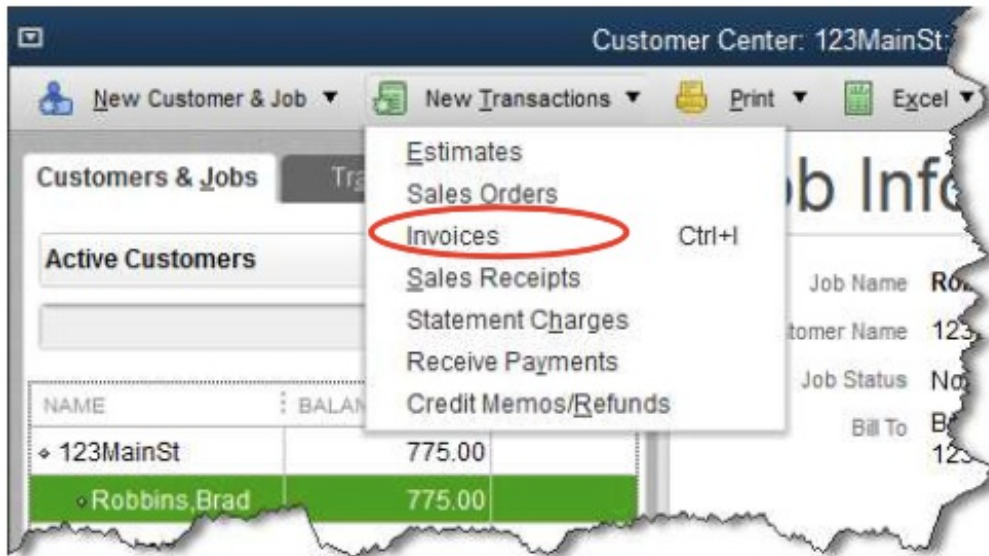 Customer Center: 123MainSt:
New Customer & Job New Transactions Print Excel
Customers & Jobs
Estimates
Sales Orders
Invoices Ctrl+I
Sales Receipts
Statement Charges
Receive Payments
Credit Memos/Refunds
Active Customers
NAME
123MainSt 775.00
Robbins,Brad 775.00
Job Name
Job Status
Bill To